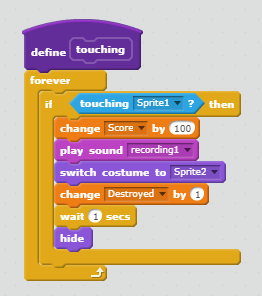 define touching
forever
if touching Sprite1 ? then
change Score by 100
play sound recording1
switch costume to Sprite2
change Destroyed by 1
wait 1 secs
hide